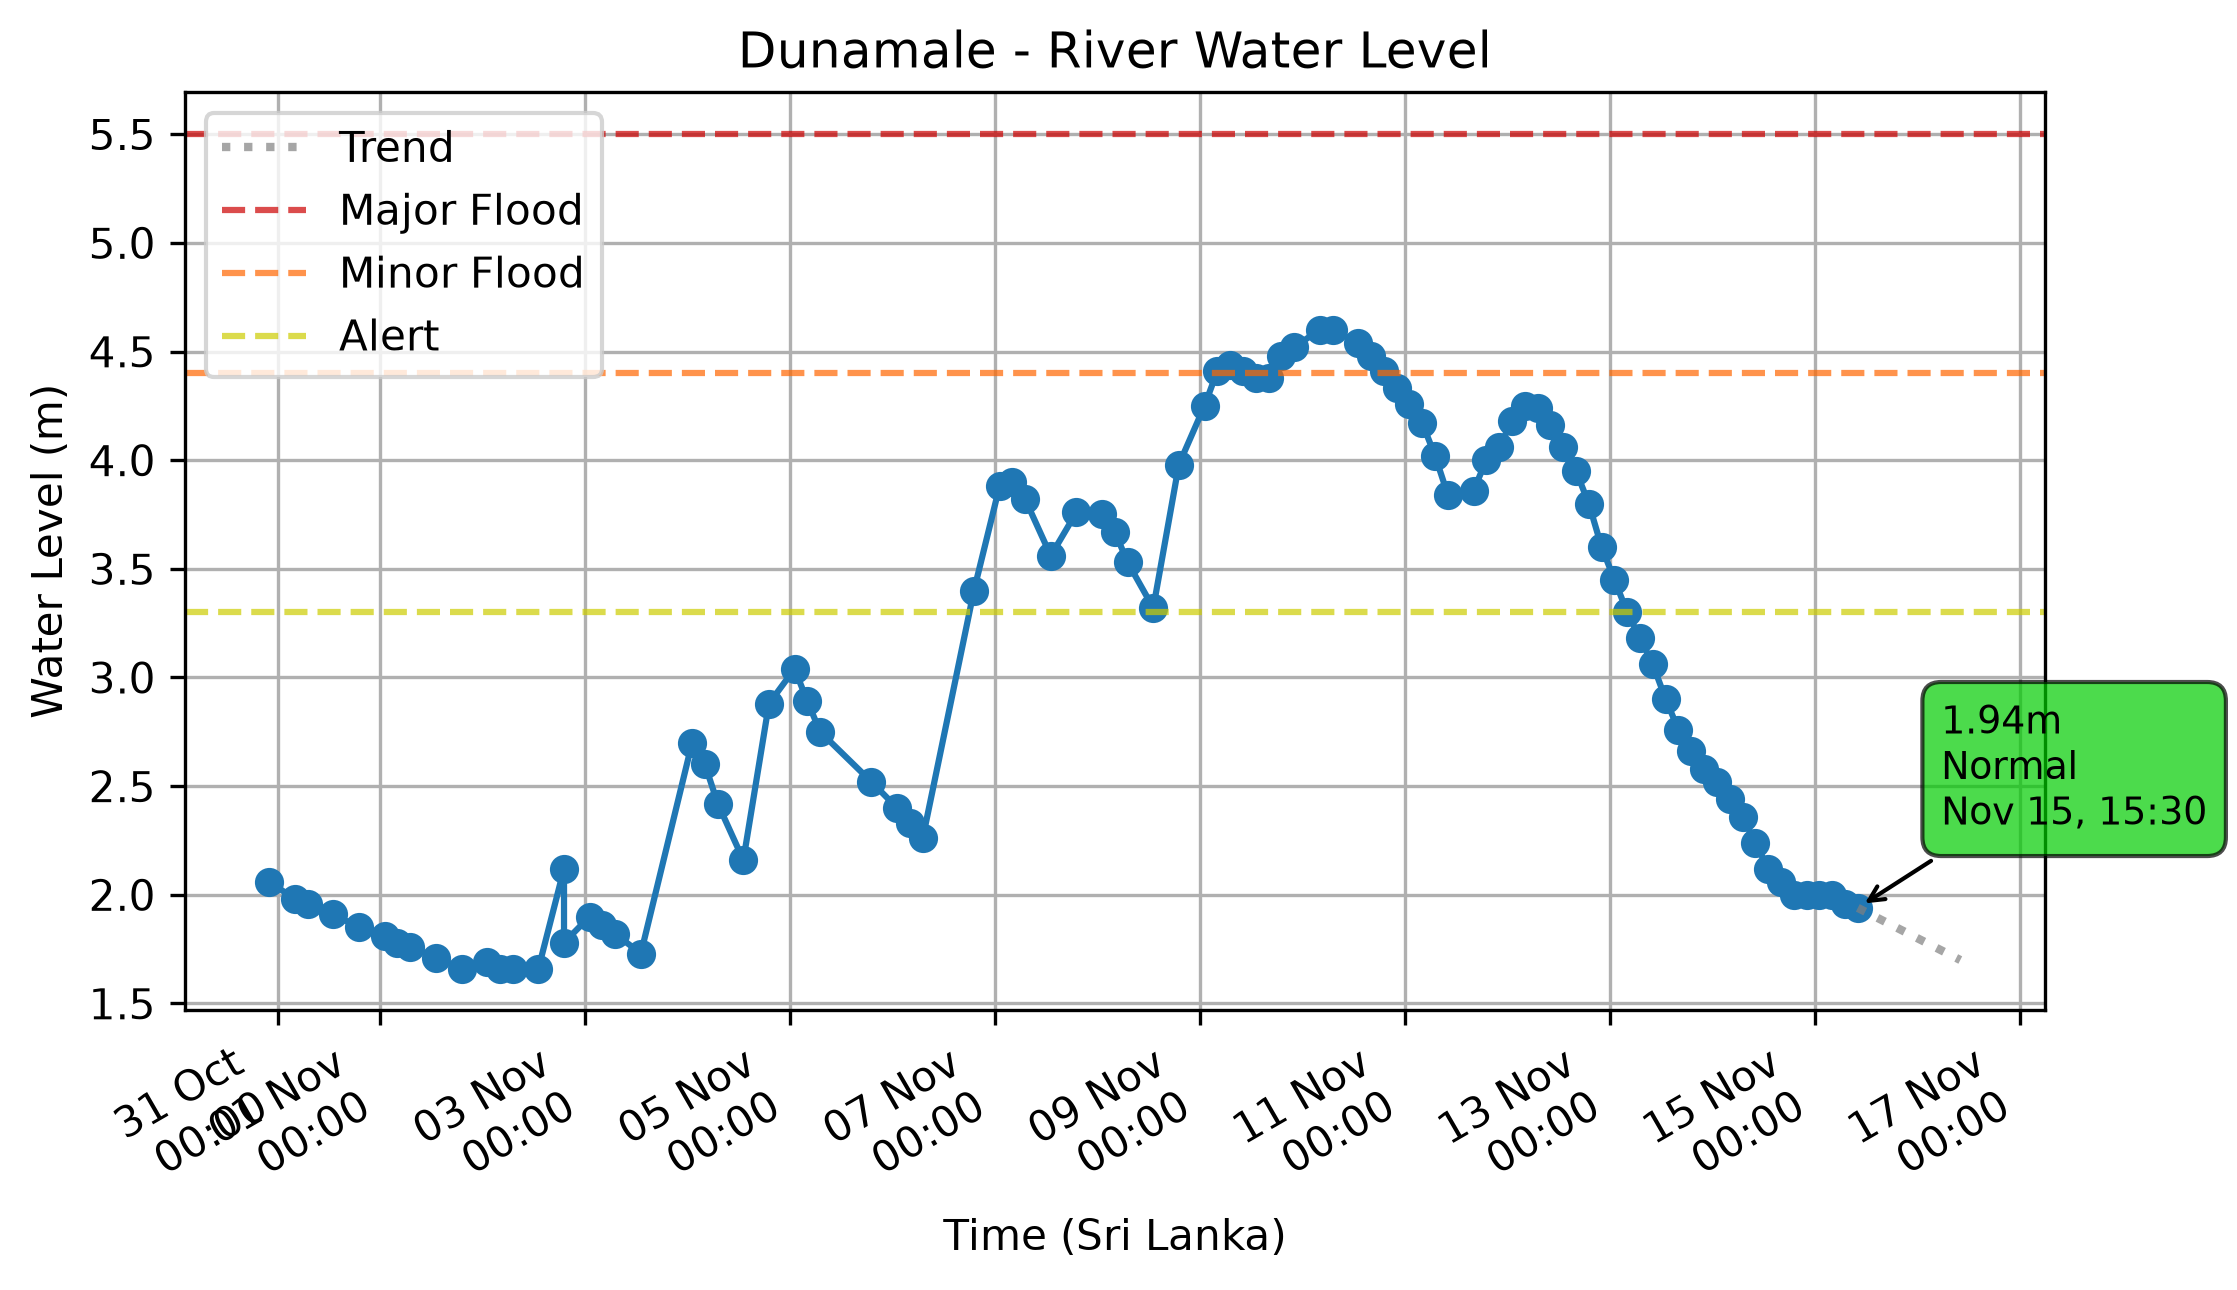 Dunamale - River Water Level
Trend
Major Flood
Minor Flood
Alert
5.5
5.0
4.5
4.0
3.5
3.0
2.5
2.0
1.5
Water Level (m)
1.94m
Normal
Nov 15, 15:30
31 Oct
00:00
01 Nov
00:00
03 Nov
00:00
05 Nov
00:00
07 Nov
00:00
09 Nov
00:00
11 Nov
00:00
13 Nov
00:00
15 Nov
00:00
17 Nov
00:00
Time (Sri Lanka)